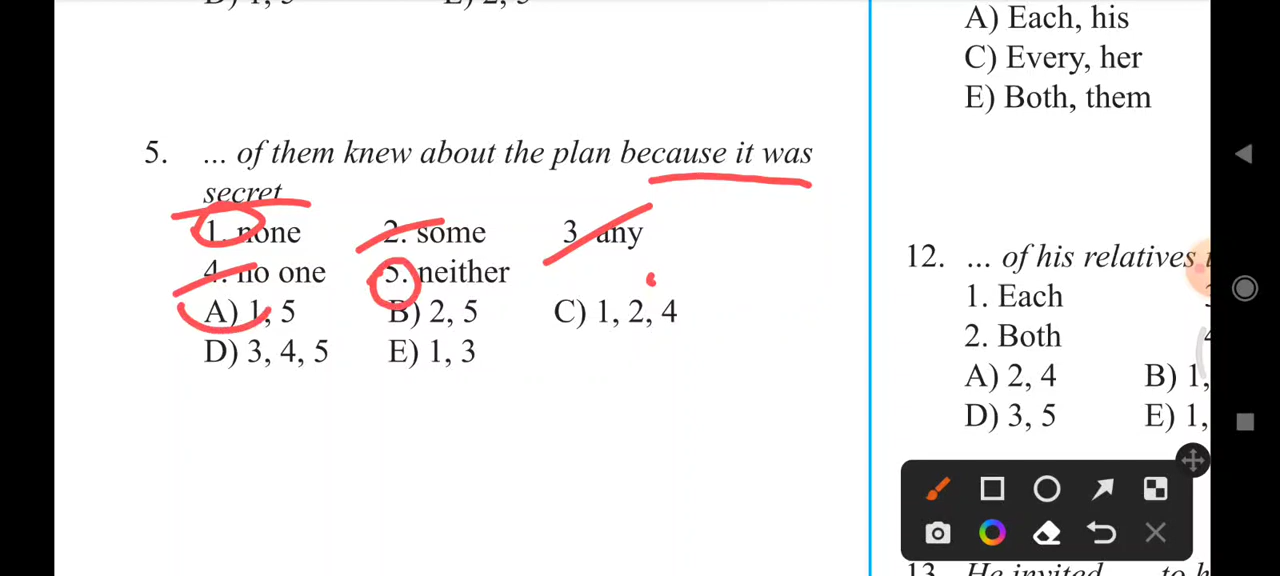 5. ... of them knew about the plan because it was
secret
1. none 2. some 3. any
4. no one 5. neither
A) 1, 5 B) 2, 5 C) 1, 2, 4
D) 3, 4, 5 E) 1, 3
A) Each, his
C) Every, her
E) Both, them
12. ... of his relatives
1. Each
2. Both
A) 2, 4 B) 1,
D) 3, 5 E) 1,
13. He invited ... to h